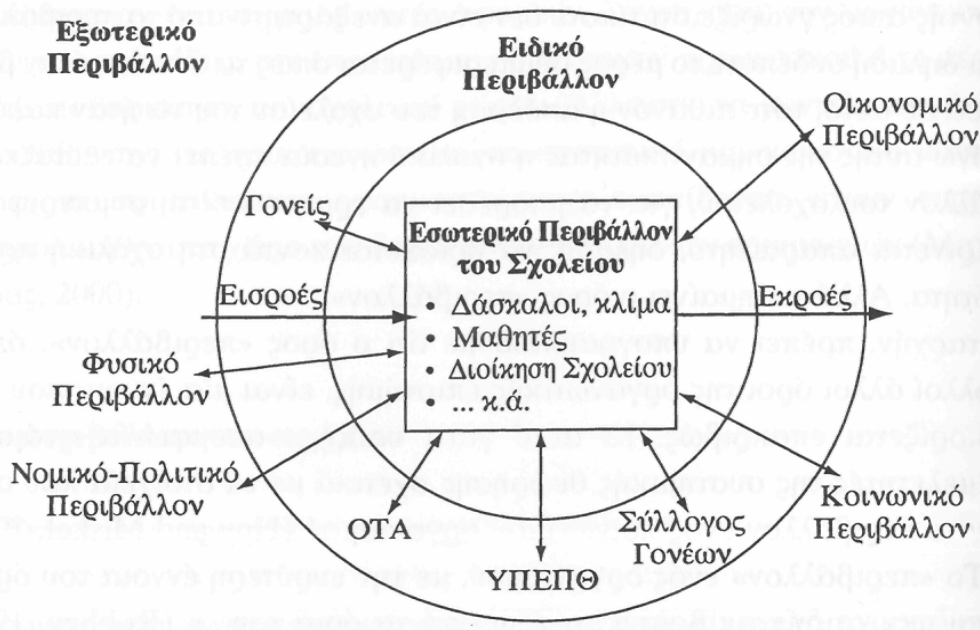 Εξωτερικό
Περιβάλλον
Ειδικό
Περιβάλλον
Οικονομικό
Περιβάλλον
Γονείς
Εσωτερικό Περιβάλλον
του Σχολείου
• Δάσκαλοι, κλίμα
• Μαθητές
• Διοίκηση Σχολείου
• ... κ.ά.
Εισροές
Εκροές
Φυσικό
Περιβάλλον
Νομικό-Πολιτικό
Περιβάλλον
ΟΤΑ
ΥΠΕΠΘ
Σύλλογος
Γονέων
Κοινωνικό
Περιβάλλον